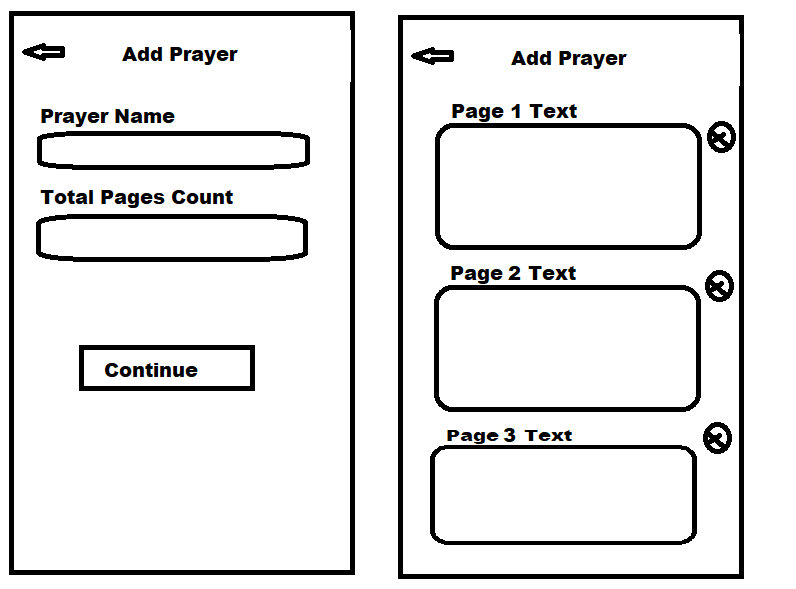 Add Prayer
Prayer Name
Total Pages Count
Continue
Add Prayer
Page 1 Text
Page 2 Text
Page 3 Text